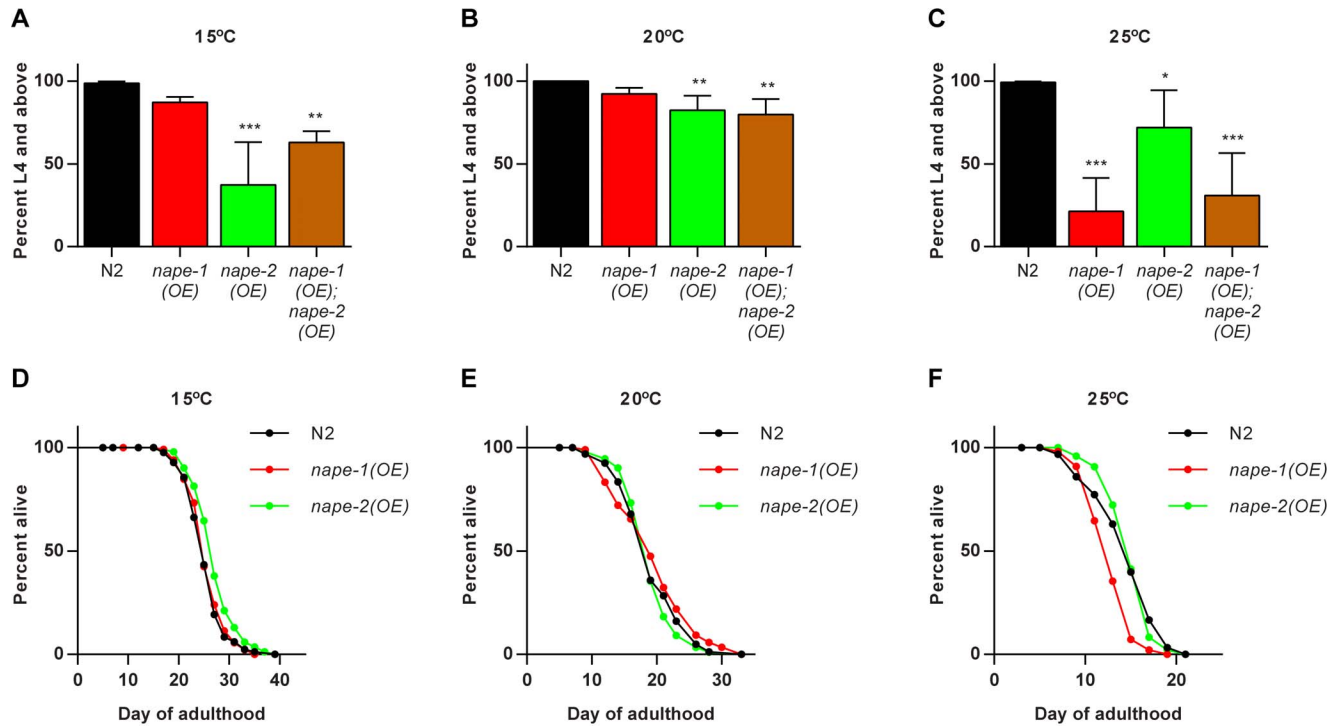 A
15ºC
Percent L4 and above
100
50
0
***
**
N2
nape-1
(OE)
nape-2
(OE)
nape-1
(OE);
nape-2
(OE)
B
20ºC
Percent L4 and above
100
50
0
**
**
N2
nape-1
(OE)
nape-2
(OE)
nape-1
(OE);
nape-2
(OE)
C
25ºC
Percent L4 and above
100
50
0
***
*
***
N2
nape-1
(OE)
nape-2
(OE)
nape-1
(OE);
nape-2
(OE)
D
15ºC
Percent alive
100
50
0
0 10 20 30 40
Day of adulthood
N2
nape-1(OE)
nape-2(OE)
E
20ºC
Percent alive
100
50
0
0 10 20 30
Day of adulthood
N2
nape-1(OE)
nape-2(OE)
F
25ºC
Percent alive
100
50
0
0 10 20
Day of adulthood
N2
nape-1(OE)
nape-2(OE)